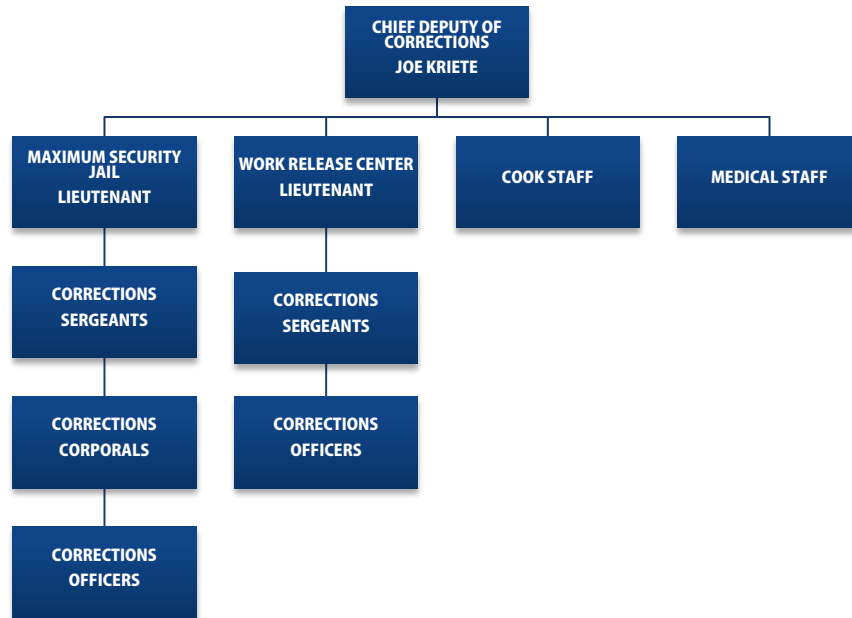 CHIEF DEPUTY OF
CORRECTIONS
JOE KRIETE
MAXIMUM SECURITY
JAIL
LIEUTENANT
WORK RELEASE CENTER
LIEUTENANT
COOK STAFF
MEDICAL STAFF
CORRECTIONS
SERGEANTS
CORRECTIONS
SERGEANTS
CORRECTIONS
CORPORALS
CORRECTIONS
OFFICERS
CORRECTIONS
OFFICERS